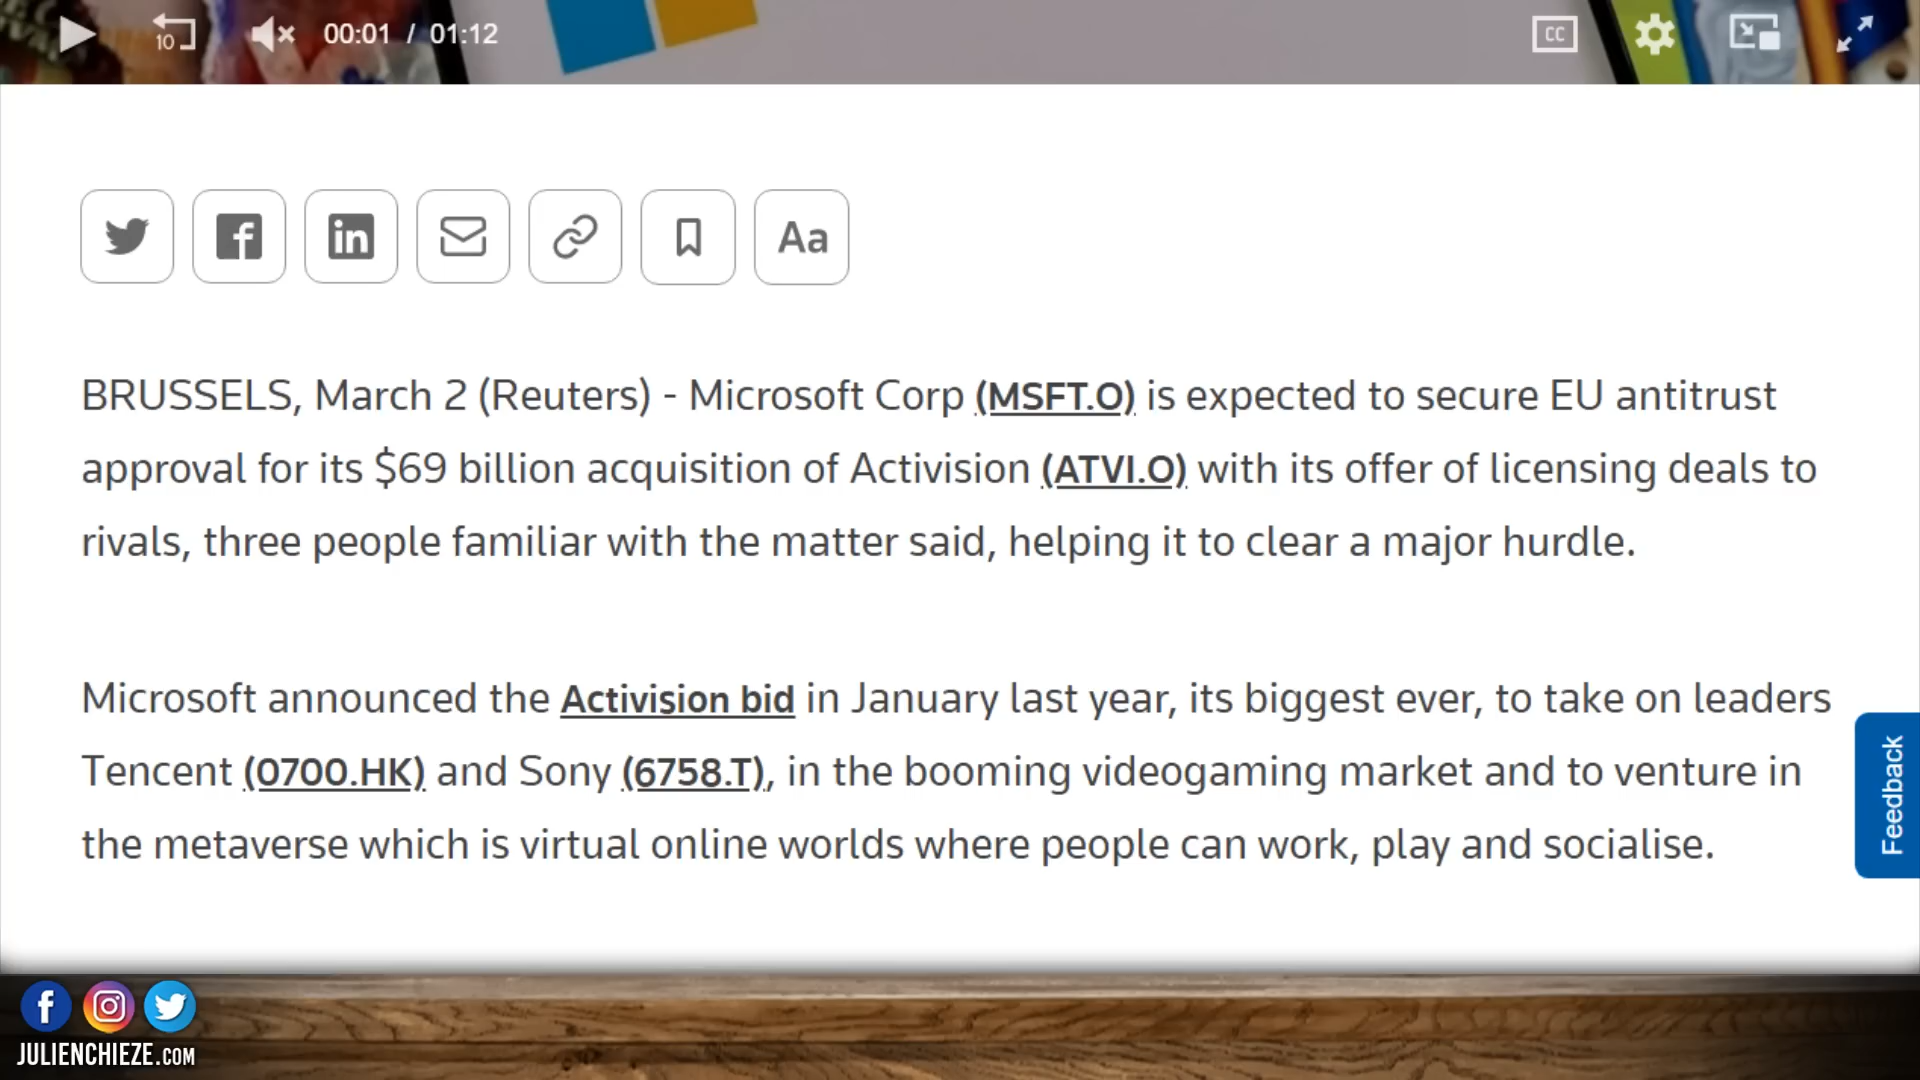 10 00:01 / 01:12 CC
in Aa
BRUSSELS, March 2 (Reuters) - Microsoft Corp (MSFT.O) is expected to secure EU antitrust
approval for its $69 billion acquisition of Activision (ATVI.O) with its offer of licensing deals to
rivals, three people familiar with the matter said, helping it to clear a major hurdle.
Microsoft announced the Activision bid in January last year, its biggest ever, to take on leaders
Tencent (0700.HK) and Sony (6758.T), in the booming videogaming market and to venture in
the metaverse which is virtual online worlds where people can work, play and socialise.
Feedback
JULIENCHIEZE.COM